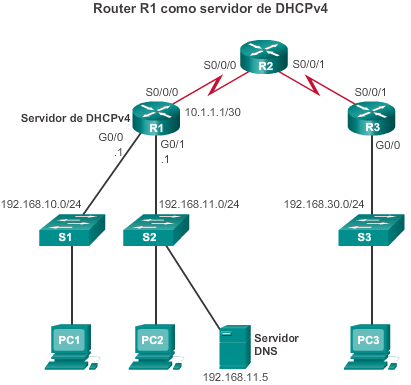 Router R1 como servidor de DHCPv4
S0/0/0
R2
S0/0/1
S0/0/0
S0/0/1
Servidor de DHCPv4
R1
10.1.1.1/30
R3
G0/0
.1
G0/1
.1
G0/0
192.168.10.0/24
192.168.11.0/24
192.168.30.0/24
S1
S2
S3
PC1
PC2
Servidor
DNS
PC3
192.168.11.5